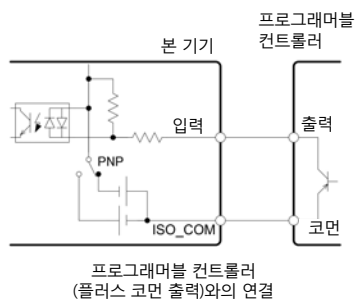 프로그래머블
컨트롤러
본 기기
입력
출력
PNP
ISO_COM
코먼
프로그래머블 컨트롤러
(플러스 코먼 출력)와의 연결